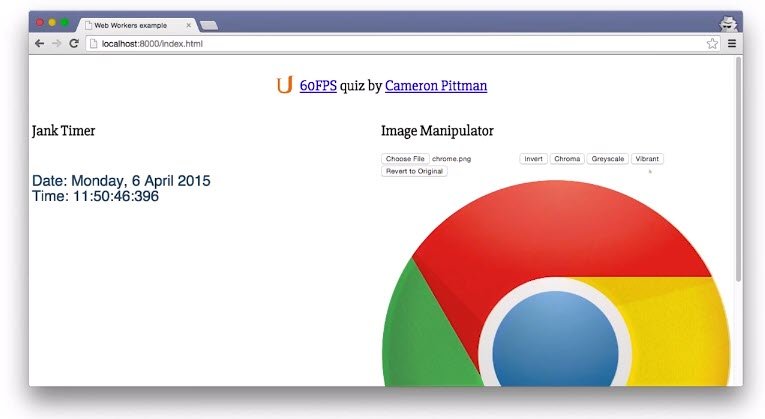 Web Workers example
localhost:8000/index.html
60FPS quiz by Cameron Pittman
Jank Timer
Image Manipulator
Choose File chrome.png
Invert Chroma Greyscale Vibrant
Revert to Original
Date: Monday, 6 April 2015
Time: 11:50:46:396